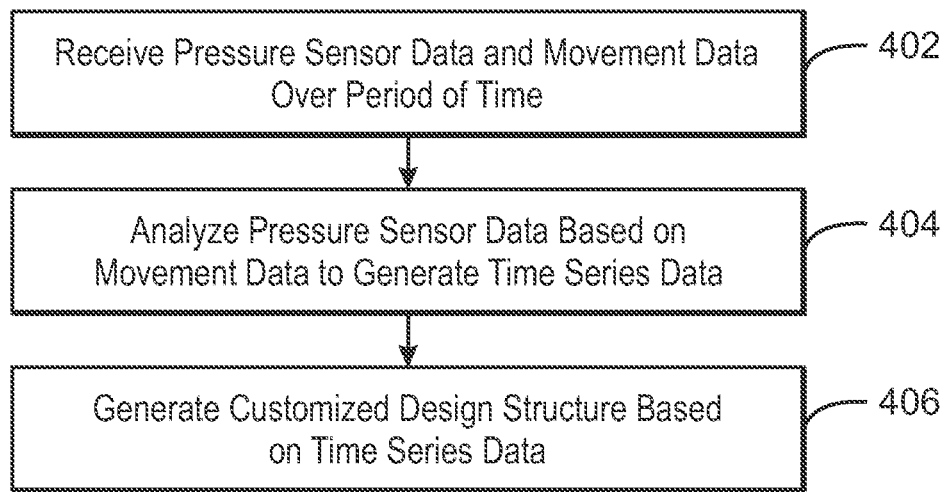 Receive Pressure Sensor Data and Movement Data
Over Period of Time
402
Analyze Pressure Sensor Data Based on
Movement Data to Generate Time Series Data
404
Generate Customized Design Structure Based
on Time Series Data
406